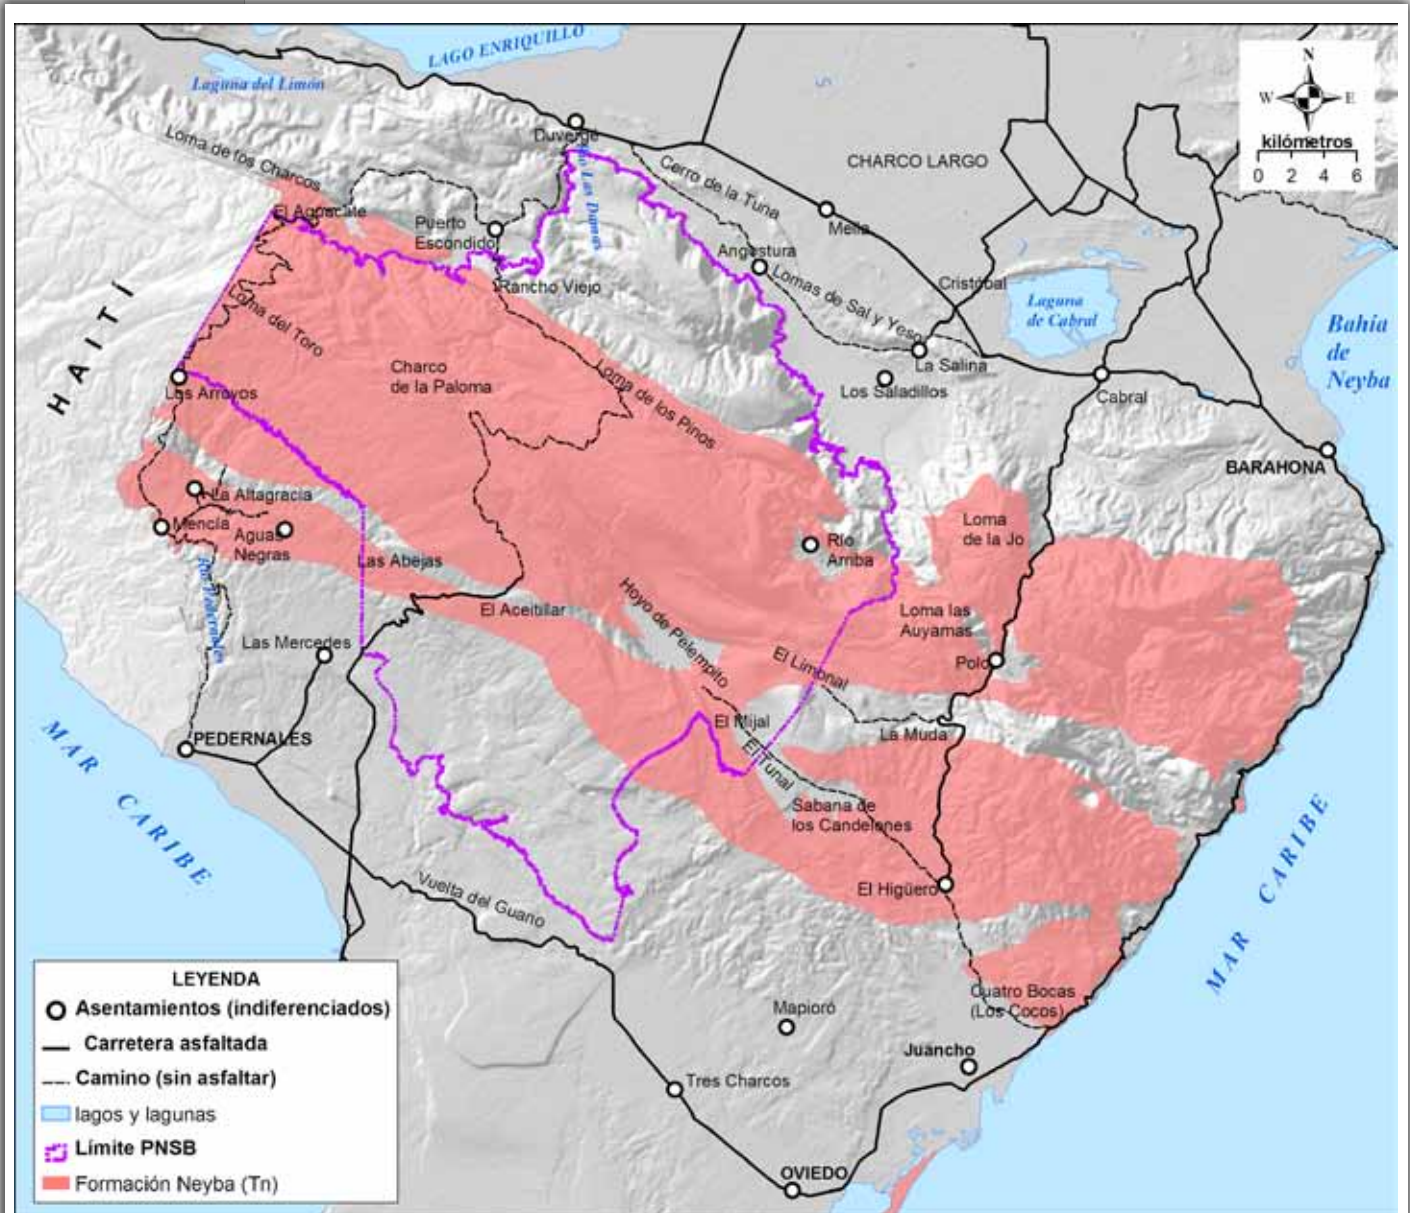 LAGO ENRIQUILLO
Laguna del Limón
N
W
E
S
kilómetros
0 2 4 6
Duvergé
Río Las Damas
CHARCO LARGO
Loma de los Charcos
Cerro de la Tuna
El Aguacate
Puerto
Escondido
Mella
Angostura
Rancho Viejo
Lomas de Sal y Yeso
Cristóbal
Laguna
de Cabral
Bahía
de
Neyba
HAITÍ
Loma del Toro
Charco
de la Paloma
Loma de los Pinos
La Salina
Los Saladillos
Cabral
Los Arroyos
BARAHONA
La Altagracia
Mencía
Aguas
Negras
Loma
de la Jo
Río
Arriba
Las Abejas
Río Pedernales
El Aceitillar
Hoyo de Pelempito
Loma las
Auyamas
Las Mercedes
El Limonal
Polo
PEDERNALES
El Mijal
La Muda
El Tunal
MAR CARIBE
Sabana de
los Candelones
MAR CARIBE
Vuelta del Guano
El Higüero
Cuatro Bocas
(Los Cocos)
Mapioró
Juancho
Tres Charcos
OVIEDO
LEYENDA
Asentamientos (indiferenciados)
Carretera asfaltada
Camino (sin asfaltar)
lagos y lagunas
Límite PNSB
Formación Neyba (Tn)